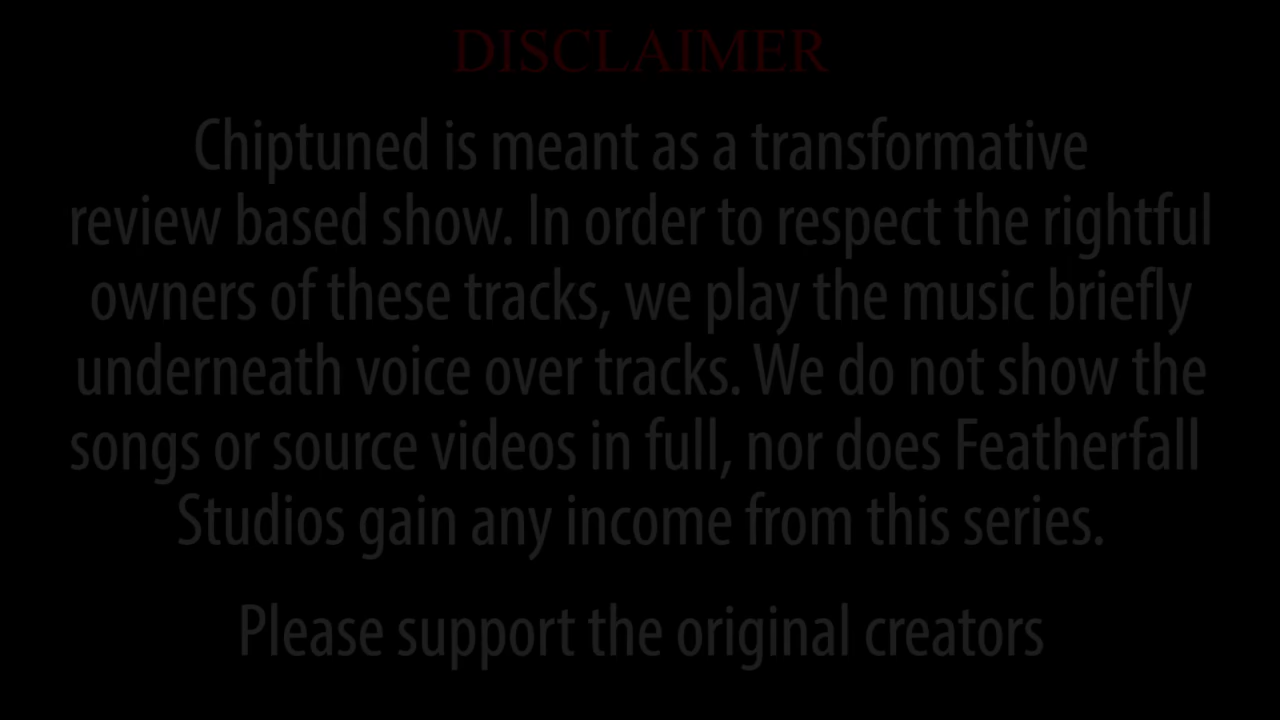 DISCLAIMER
Chiptuned is meant as a transformative
review based show. In order to respect the rightful
owners of these tracks, we play the music briefly
underneath voice over tracks. We do not show the
songs or source videos in full, nor does Featherfall
Studios gain any income from this series.
Please support the original creators